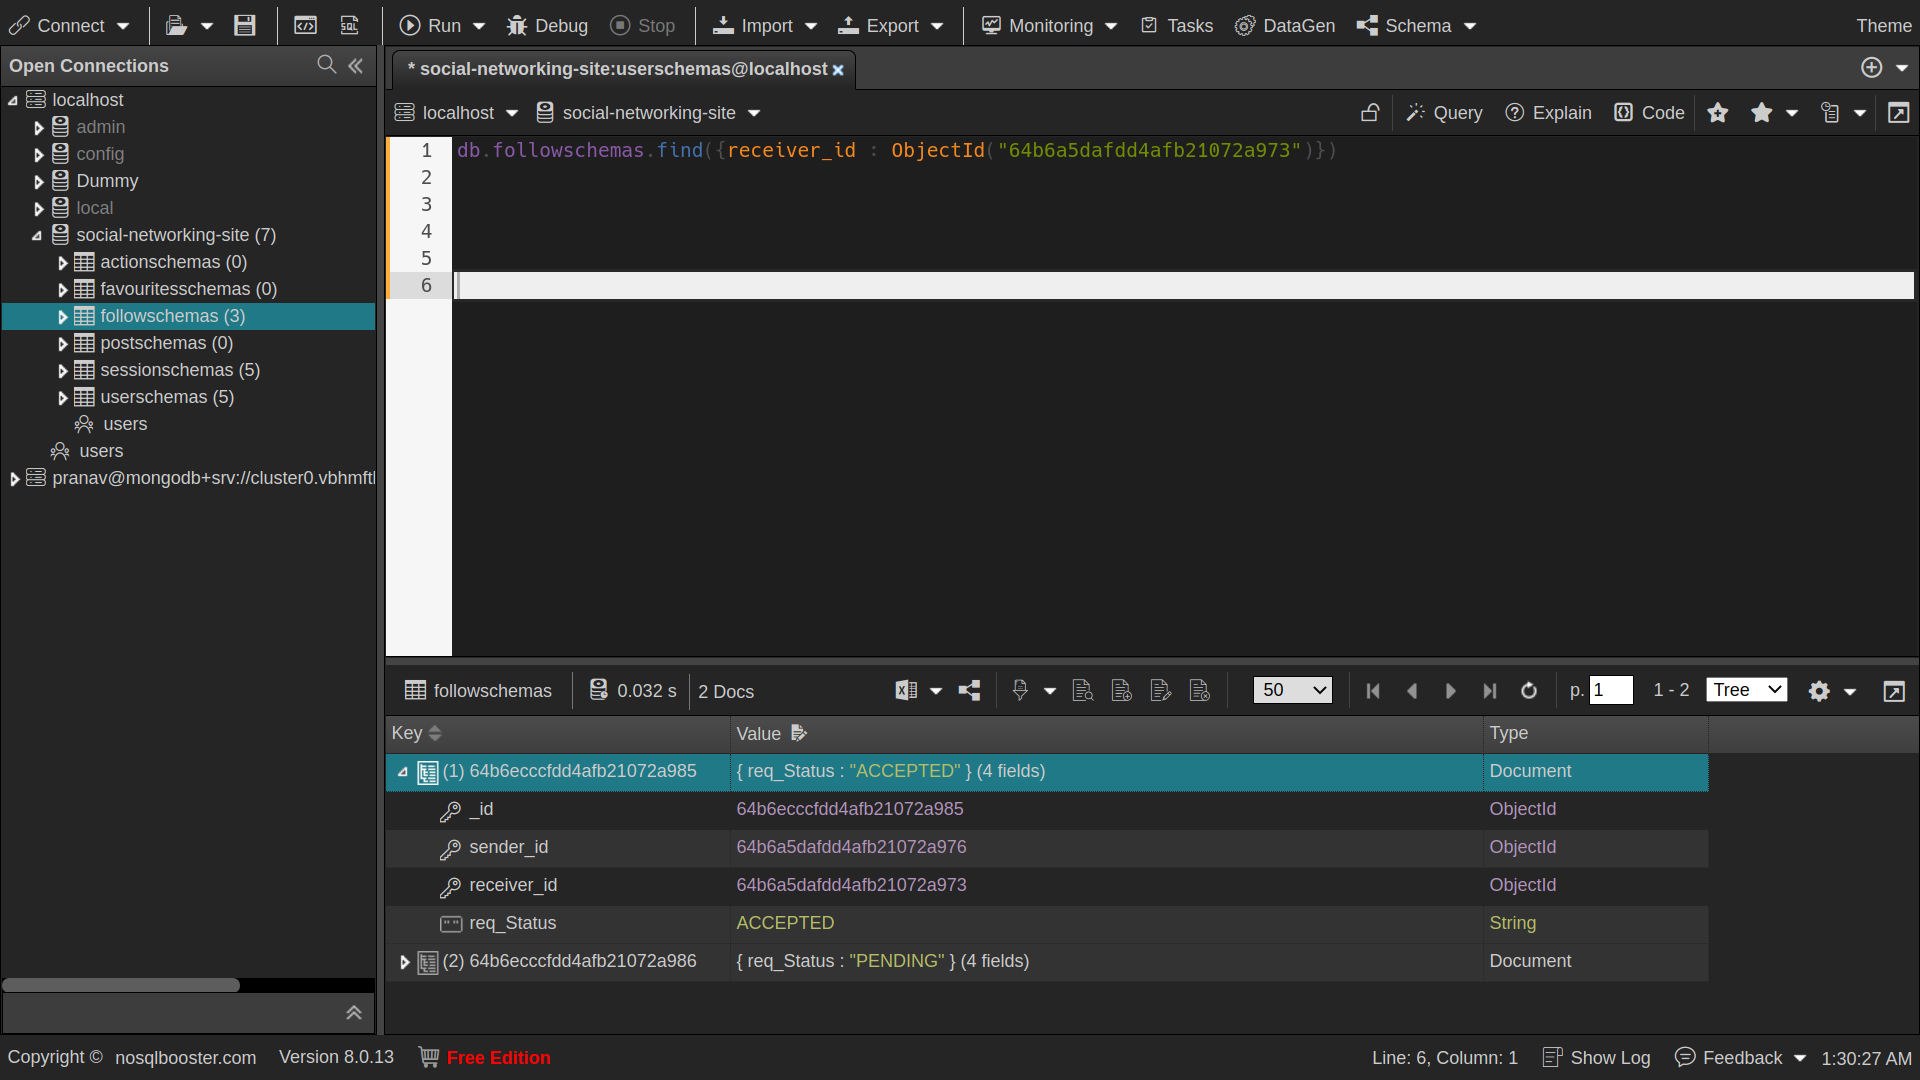 Connect Run Debug Stop Import Export Monitoring Tasks DataGen Schema Theme
Open Connections
* social-networking-site:userschemas@localhost
localhost
admin
config
Dummy
local
social-networking-site (7)
actionschemas (0)
favouritesschemas (0)
followschemas (3)
postschemas (0)
sessionschemas (5)
userschemas (5)
users
users
pranav@mongodb+srv://cluster0.vbhmftl
localhost social-networking-site Query Explain Code
1 db.followschemas.find({receiver_id : ObjectId("64b6a5dafdd4afb21072a973")})
2
3
4
5
6
followschemas 0.032 s 2 Docs 50 p. 1 1 - 2 Tree
Key Value Type
(1) 64b6ecccfdd4afb21072a985 { req_Status : "ACCEPTED" } (4 fields) Document
_id 64b6ecccfdd4afb21072a985 ObjectId
sender_id 64b6a5dafdd4afb21072a976 ObjectId
receiver_id 64b6a5dafdd4afb21072a973 ObjectId
req_Status ACCEPTED String
(2) 64b6ecccfdd4afb21072a986 { req_Status : "PENDING" } (4 fields) Document
Copyright © nosqlbooster.com Version 8.0.13 Free Edition Line: 6, Column: 1 Show Log Feedback 1:30:27 AM